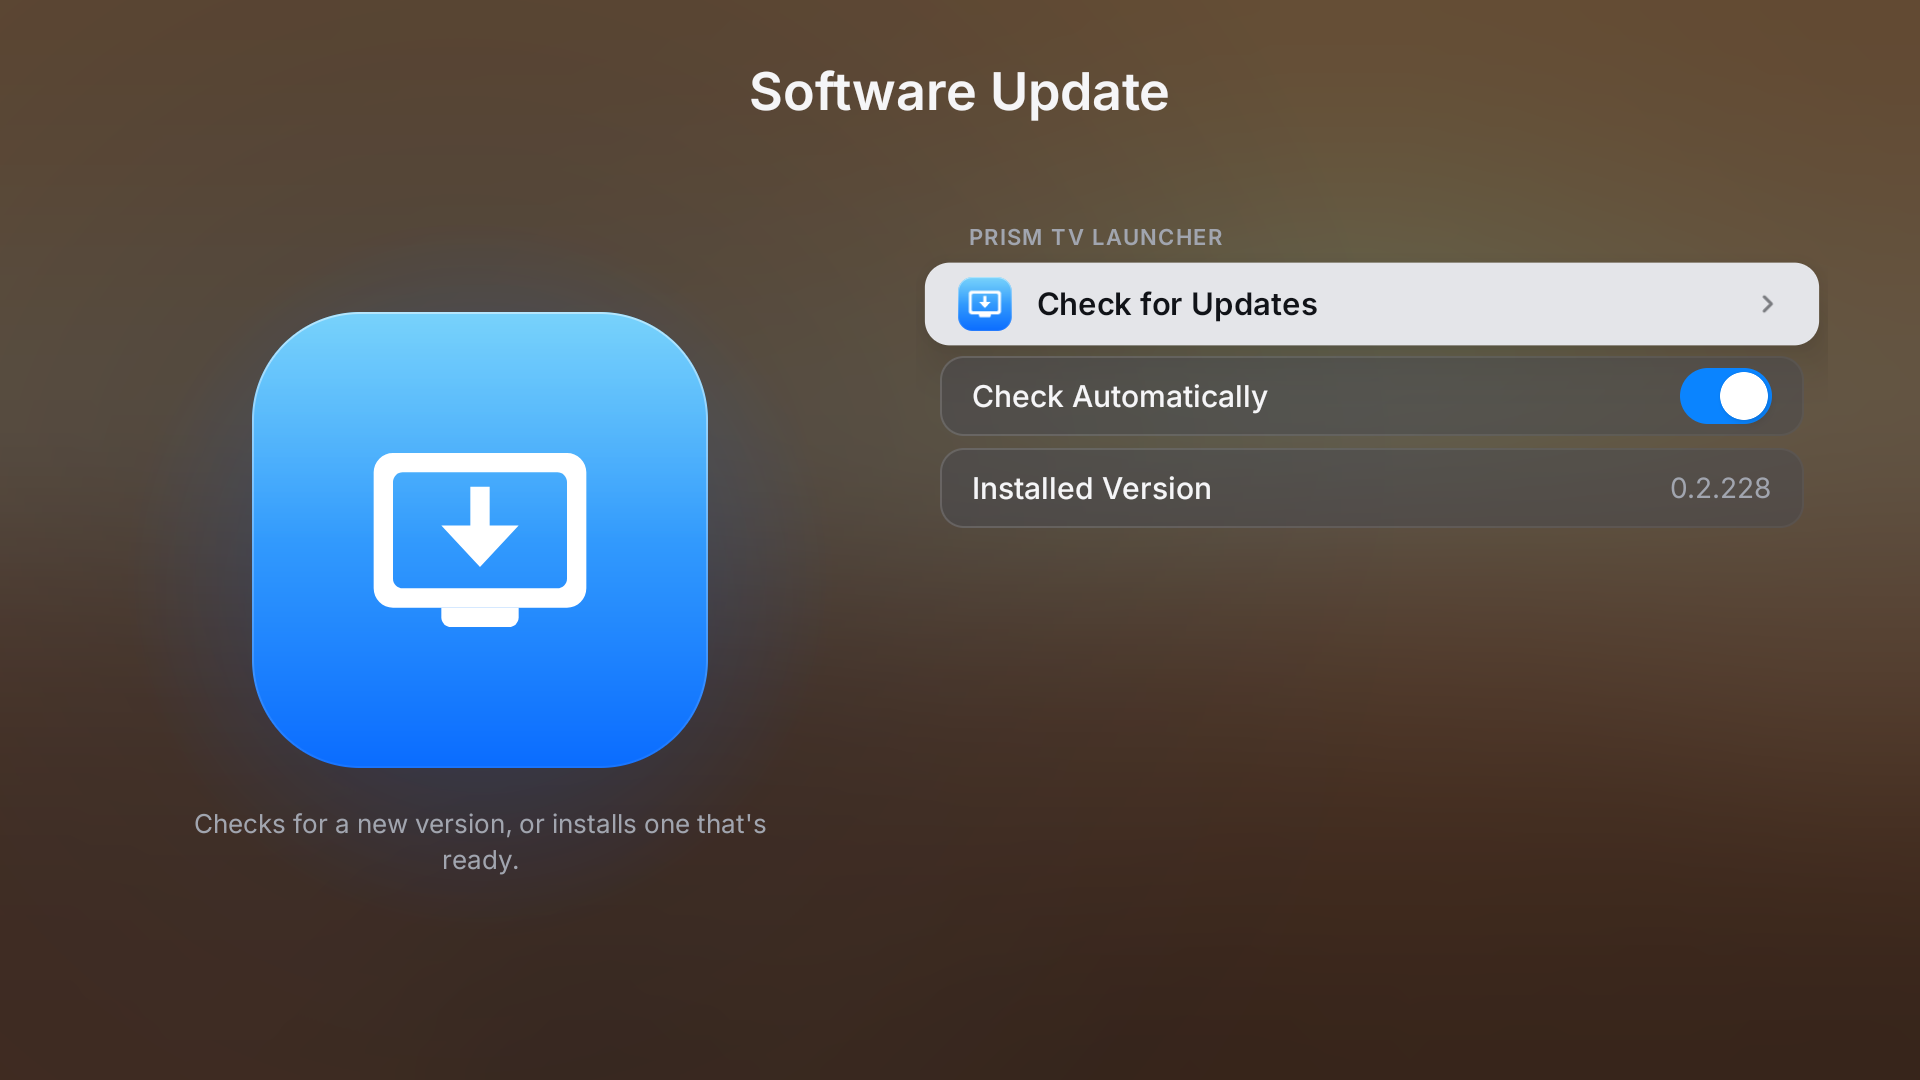 Software Update
PRISM TV LAUNCHER
Check for Updates
Check Automatically
Installed Version 0.2.228
Checks for a new version, or installs one that's
ready.